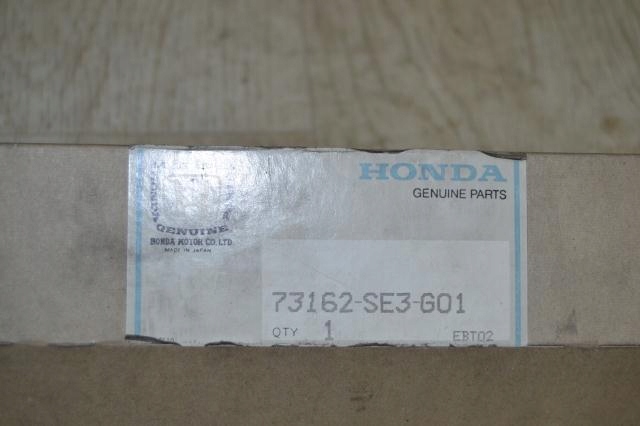 HONDA
GENUINE PARTS
GENUINE
HONDA MOTOR CO., LTD.
MADE IN JAPAN
73162-SE3-G01
QTY 1 EBT02